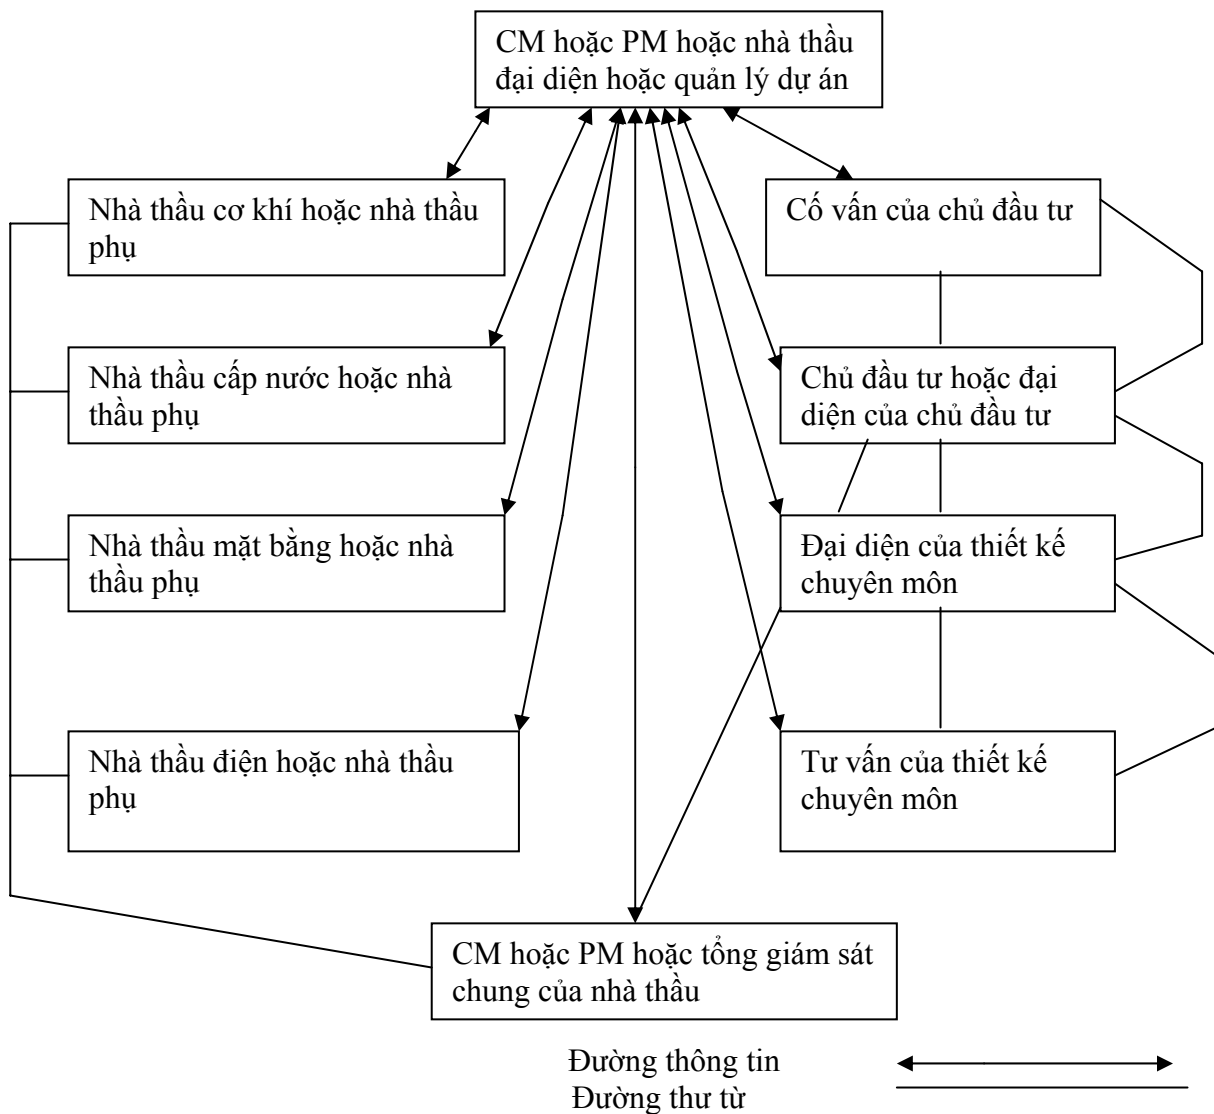 CM hoặc PM hoặc nhà thầu
đại diện hoặc quản lý dự án
Nhà thầu cơ khí hoặc nhà thầu
phụ
Cố vấn của chủ đầu tư
Nhà thầu cấp nước hoặc nhà
thầu phụ
Chủ đầu tư hoặc đại
diện của chủ đầu tư
Nhà thầu mặt bằng hoặc nhà
thầu phụ
Đại diện của thiết kế
chuyên môn
Nhà thầu điện hoặc nhà thầu
phụ
Tư vấn của thiết kế
chuyên môn
CM hoặc PM hoặc tổng giám sát
chung của nhà thầu
Đường thông tin
Đường thư từ